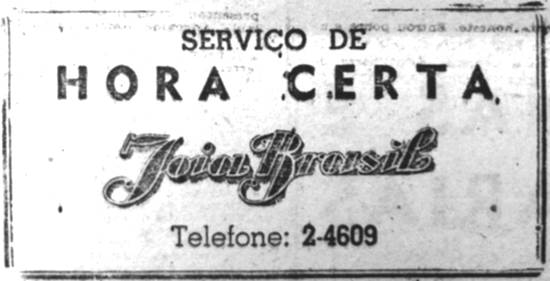 SERVIÇO DE
HORA CERTA
Joia Brasil
Telefone: 2-4609